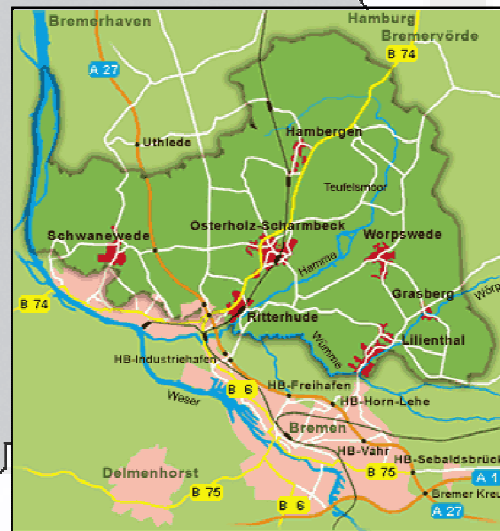 Bremerhaven
Hamburg
Bremervörde
B 74
A 27
Hambergen
Uthlede
Teufelsmoor
Osterholz-Scharmbeck
Schwanewede
Worpswede
Hamme
Grasberg
B 74
Ritterhude
Wümme
Lilienthal
HB-Industriehafen
B 6
HB-Freihafen
Weser
HB-Horn-Lehe
Bremen
HB-Vahr
HB-Sebaldsbrück
Delmenhorst
B 75
A 1
B 75
Bremer Kreu
B 6
A 27